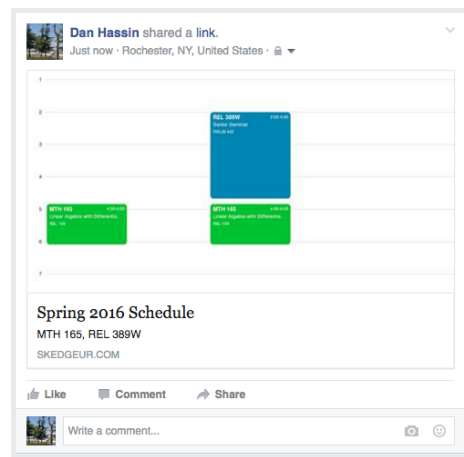 Dan Hassin shared a link.
Just now · Rochester, NY, United States ·
1
2
REL 389W
Senior Seminar
3
4
5
MTH 165
Linear Algebra with Differentia..
MTH 165
Linear Algebra with Differentia..
6
7
Spring 2016 Schedule
MTH 165, REL 389W
SKEDGEUR.COM
Like Comment Share
Write a comment...